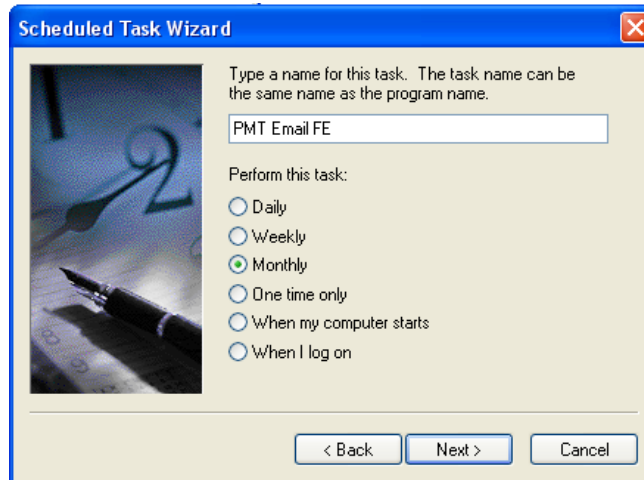 Scheduled Task Wizard
Type a name for this task. The task name can be
the same name as the program name.
PMT Email FE
Perform this task:
Daily
Weekly
Monthly
One time only
When my computer starts
When I log on
< Back
Next >
Cancel